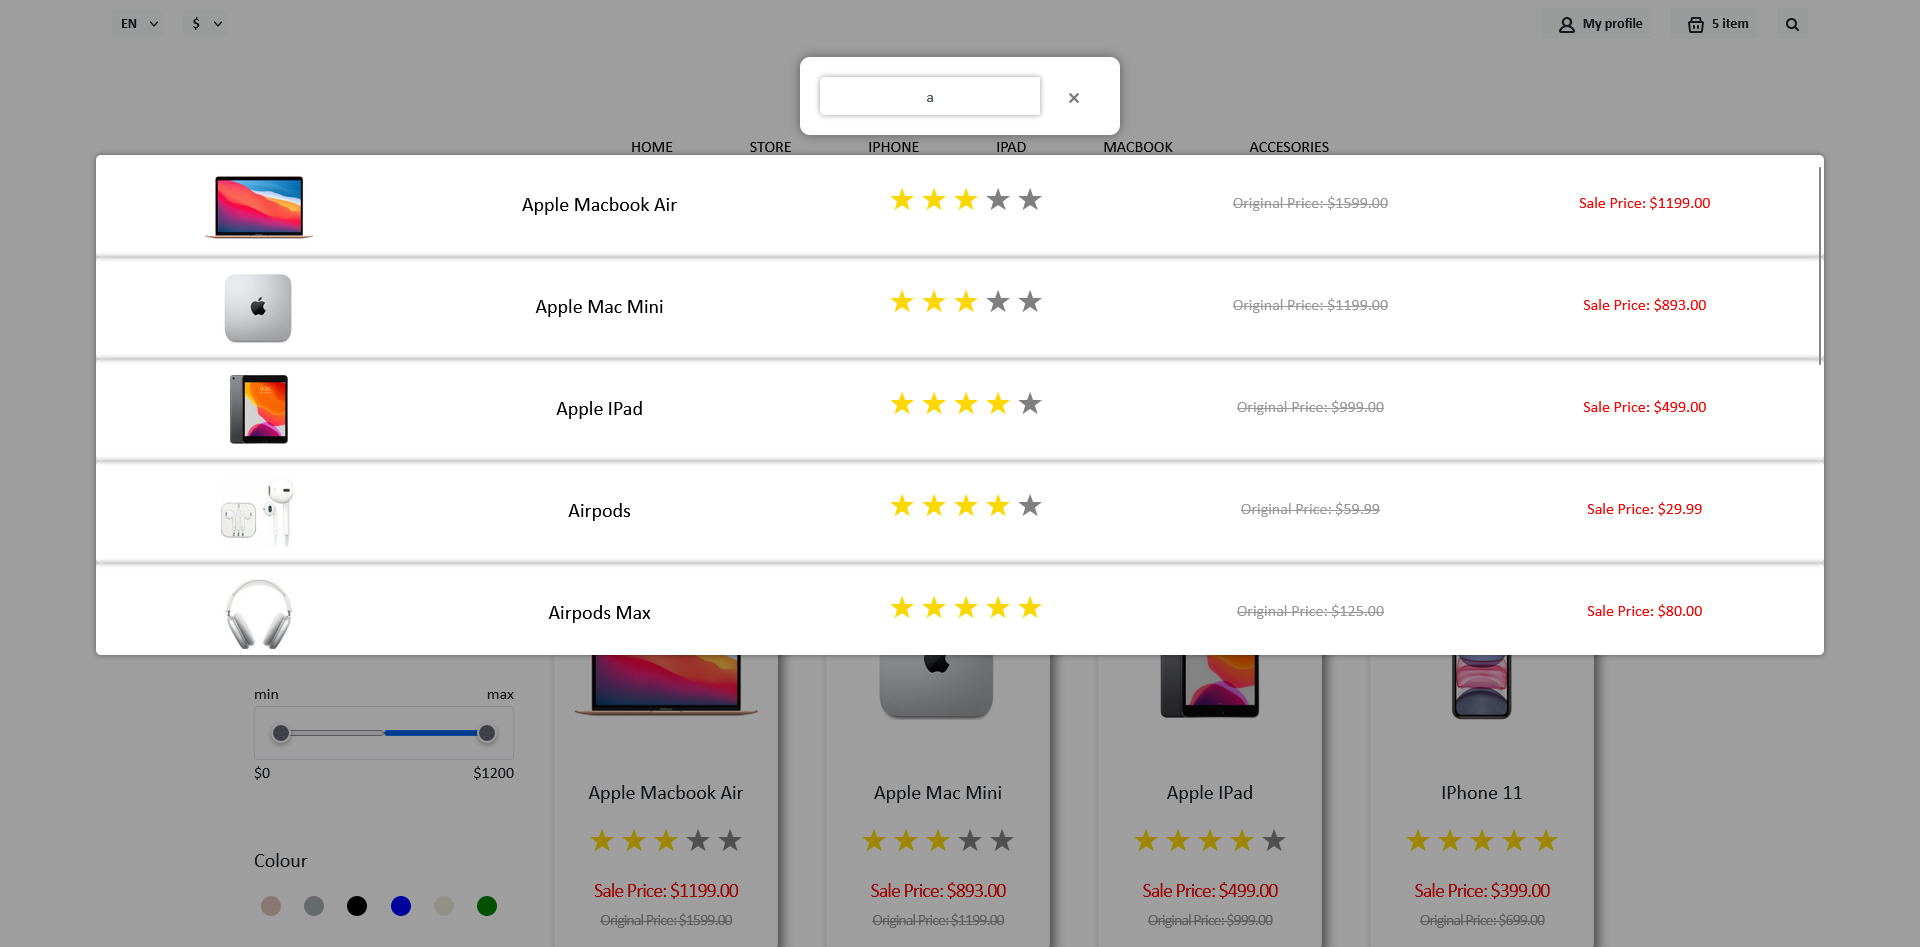 EN
$
My profile
5 item
a
×
HOME STORE IPHONE IPAD MACBOOK ACCESORIES
Apple Macbook Air Original Price: $1599.00 Sale Price: $1199.00
Apple Mac Mini Original Price: $1199.00 Sale Price: $893.00
Apple IPad Original Price: $999.00 Sale Price: $499.00
Airpods Original Price: $59.99 Sale Price: $29.99
Airpods Max Original Price: $125.00 Sale Price: $80.00
min max
$0 $1200
Colour
Apple Macbook Air
Sale Price: $1199.00
Original Price: $1599.00
Apple Mac Mini
Sale Price: $893.00
Original Price: $1199.00
Apple IPad
Sale Price: $499.00
Original Price: $999.00
IPhone 11
Sale Price: $399.00
Original Price: $699.00